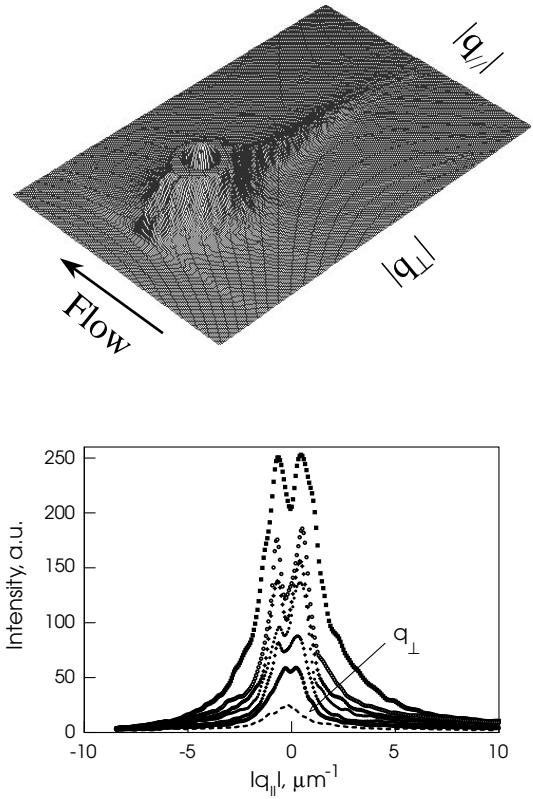 |q//|
|q⊥|
Flow
250
200
150
100
50
0
Intensity, a.u.
q⊥
-10 -5 0 5 10
|q∥|, μm⁻¹